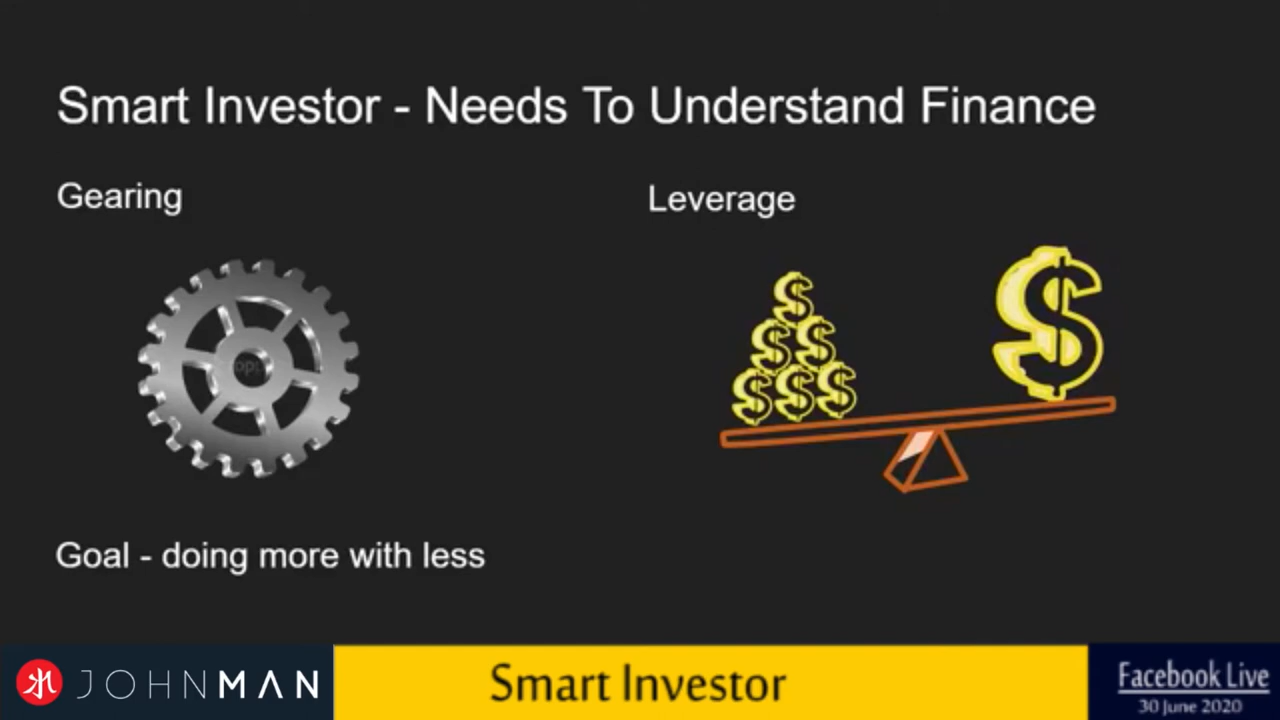 Smart Investor - Needs To Understand Finance
Gearing
Leverage
Goal - doing more with less
JOHNMAN
Smart Investor
Facebook Live
30 June 2020